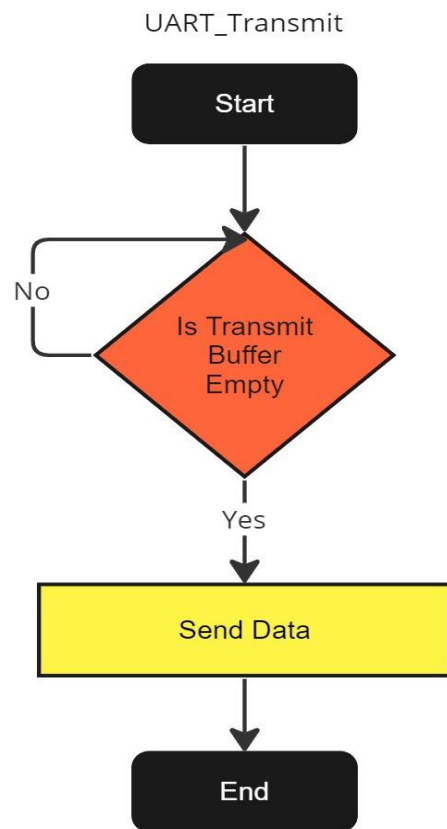 UART_Transmit
Start
No
Is Transmit
Buffer
Empty
Yes
Send Data
End